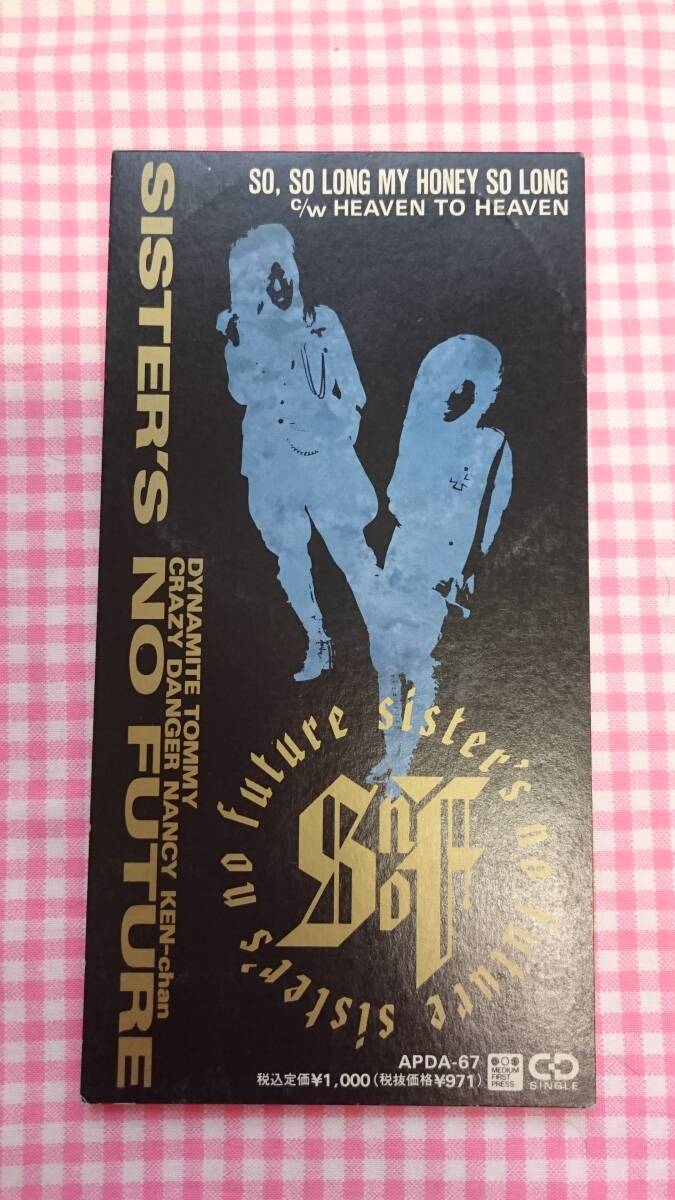 SO, SO LONG MY HONEY SO LONG
c/w HEAVEN TO HEAVEN
SISTER'S NO FUTURE
DYNAMITE TOMMY
CRAZY DANGER NANCY KEN-chan
sister's no future sister's no future
SnoF
APDA-67
MEDIUM
FIRST
PRESS
CD
SINGLE
税込定価¥1,000(税抜価格¥971)